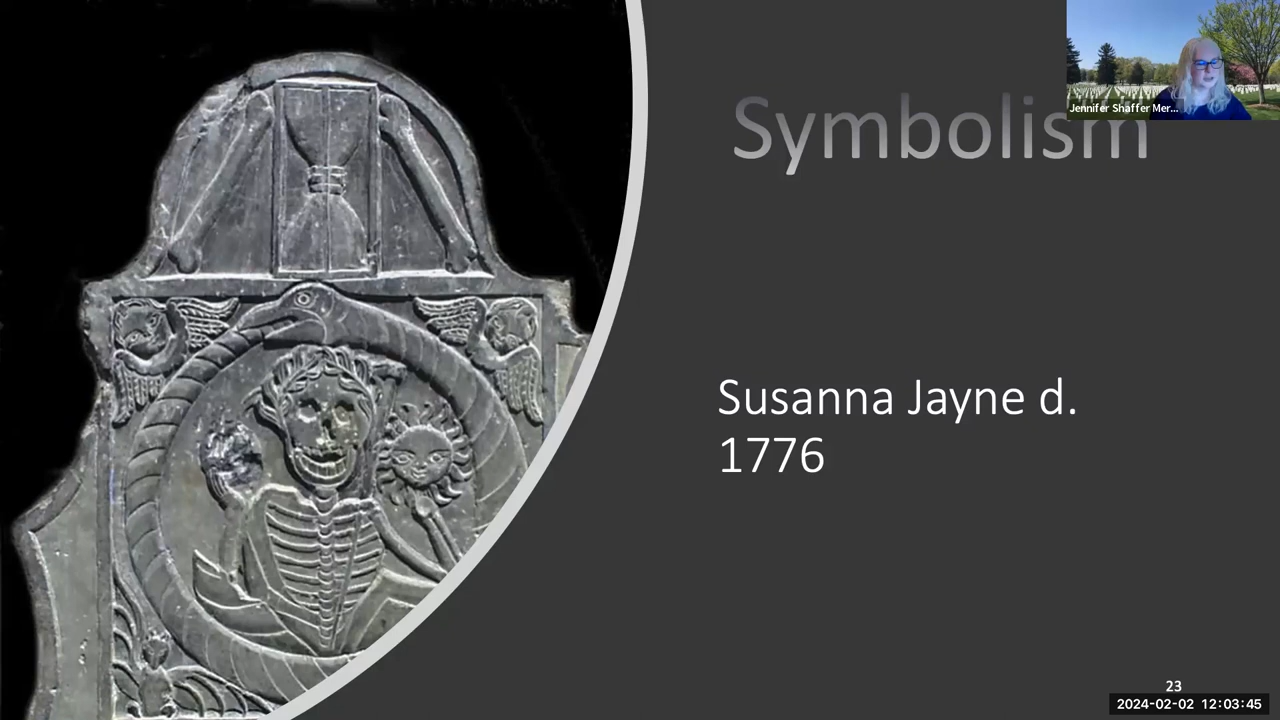 Jennifer Shaffer Mer...
Symbolism
Susanna Jayne d.
1776
23
2024-02-02 12:03:45